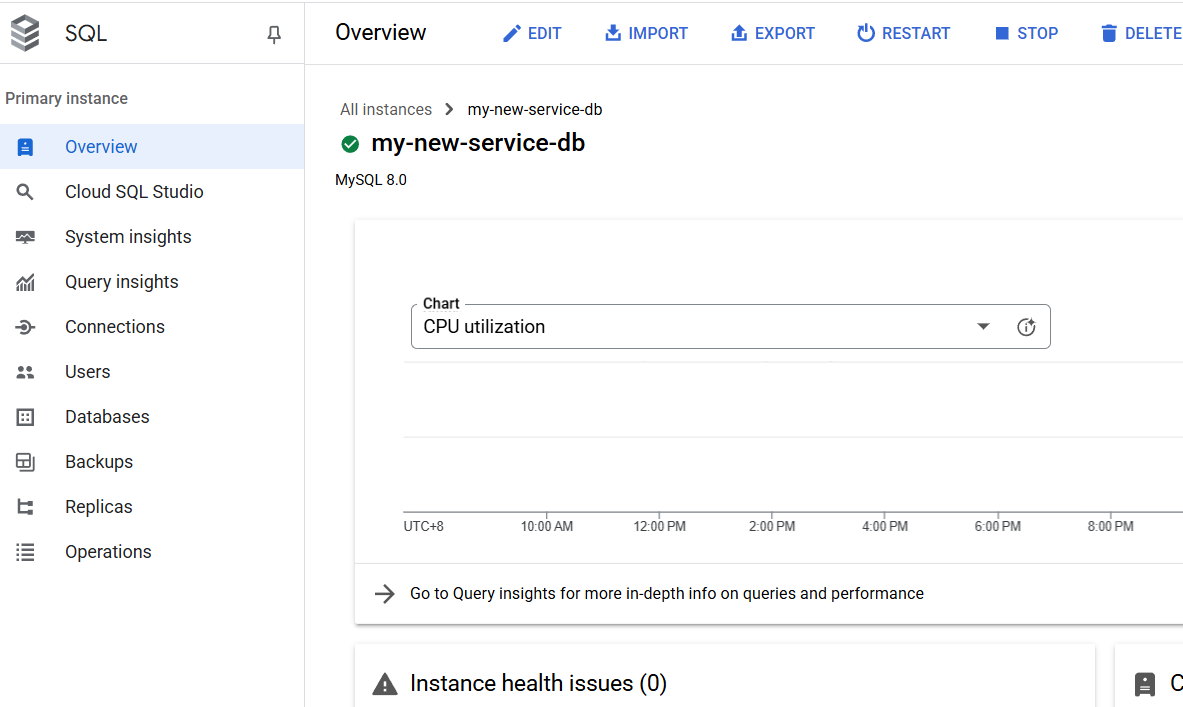 SQL
Overview
EDIT
IMPORT
EXPORT
RESTART
STOP
DELETE
Primary instance
Overview
Cloud SQL Studio
System insights
Query insights
Connections
Users
Databases
Backups
Replicas
Operations
All instances
my-new-service-db
my-new-service-db
MySQL 8.0
Chart
CPU utilization
UTC+8 10:00 AM 12:00 PM 2:00 PM 4:00 PM 6:00 PM 8:00 PM
Go to Query insights for more in-depth info on queries and performance
Instance health issues (0)
C